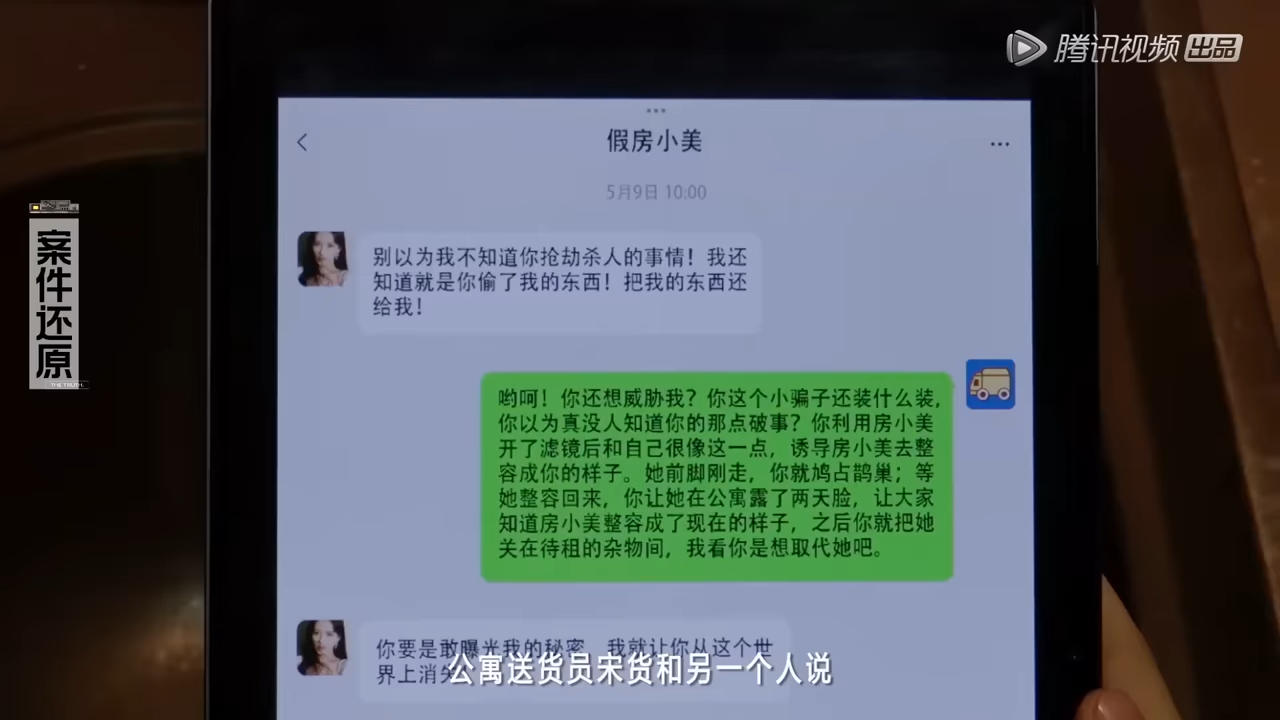 腾讯视频 出品
假房小美
5月9日 10:00
别以为我不知道你抢劫杀人的事情！我还
知道就是你偷了我的东西！把我的东西还
给我！
哟呵！你还想威胁我？你这个小骗子还装什么装，
你以为真没人知道你的那点破事？你利用房小美
开了滤镜后和自己很像这一点，诱导房小美去整
容成你的样子。她前脚刚走，你就鸠占鹊巢；等
她整容回来，你让她在公寓露了两天脸，让大家
知道房小美整容成了现在的样子，之后你就把她
关在待租的杂物间，我看你是想取代她吧。
你要是敢曝光我的秘密，我就让你从这个世
界上消失
公寓送货员宋货和另一个人说
案件还原
THE TRUTH